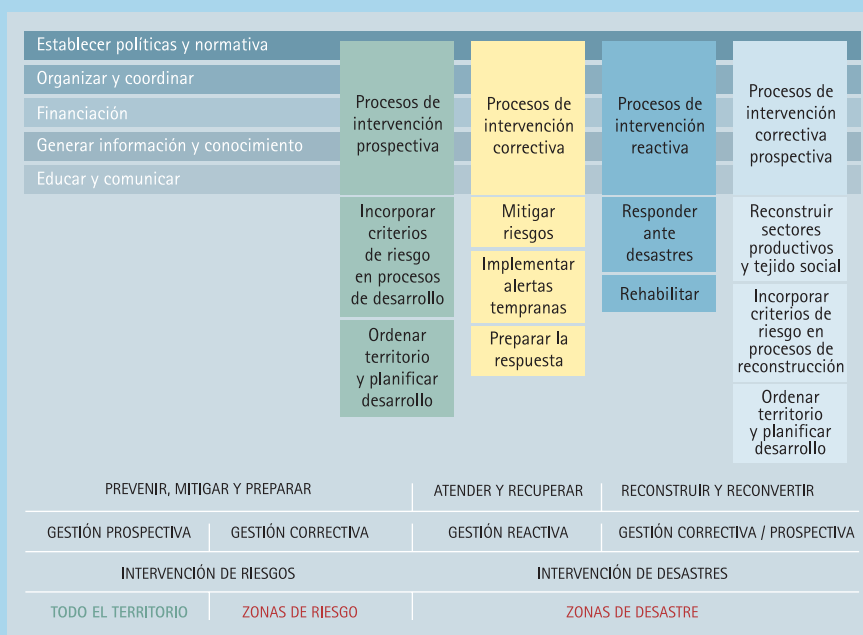 Establecer políticas y normativa
Organizar y coordinar
Financiación
Generar información y conocimiento
Educar y comunicar
Procesos de
intervención
prospectiva
Incorporar
criterios
de riesgo
en procesos
de desarrollo
Ordenar
territorio
y planificar
desarrollo
Procesos de
intervención
correctiva
Mitigar
riesgos
Implementar
alertas
tempranas
Preparar la
respuesta
Procesos de
intervención
reactiva
Responder
ante
desastres
Rehabilitar
Procesos de
intervención
correctiva
prospectiva
Reconstruir
sectores
productivos
y tejido social
Incorporar
criterios de
riesgo en
procesos de
reconstrucción
Ordenar
territorio
y planificar
desarrollo
PREVENIR, MITIGAR Y PREPARAR
ATENDER Y RECUPERAR
RECONSTRUIR Y RECONVERTIR
GESTIÓN PROSPECTIVA
GESTIÓN CORRECTIVA
GESTIÓN REACTIVA
GESTIÓN CORRECTIVA / PROSPECTIVA
INTERVENCIÓN DE RIESGOS
INTERVENCIÓN DE DESASTRES
TODO EL TERRITORIO
ZONAS DE RIESGO
ZONAS DE DESASTRE